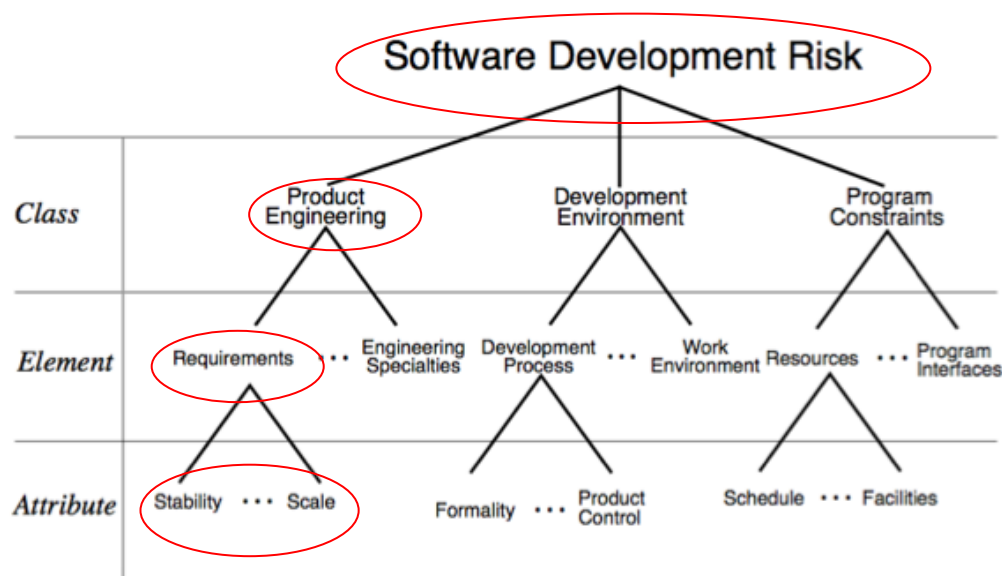 Software Development Risk
Class
Product
Engineering
Development
Environment
Program
Constraints
Element
Requirements
...
Engineering
Specialties
Development
Process
...
Work
Environment
Resources
...
Program
Interfaces
Attribute
Stability
...
Scale
Formality
...
Product
Control
Schedule
...
Facilities